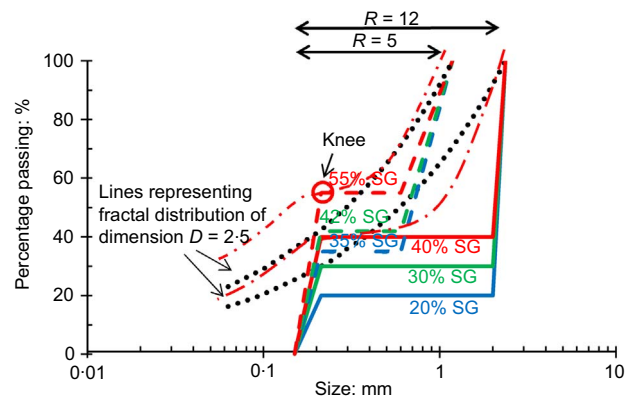 R = 12
R = 5
100
80
60
40
20
0
Percentage passing: %
Knee
Lines representing
fractal distribution of
dimension D = 2·5
55% SG
42% SG
35% SG
40% SG
30% SG
20% SG
0·01
0·1
1
10
Size: mm